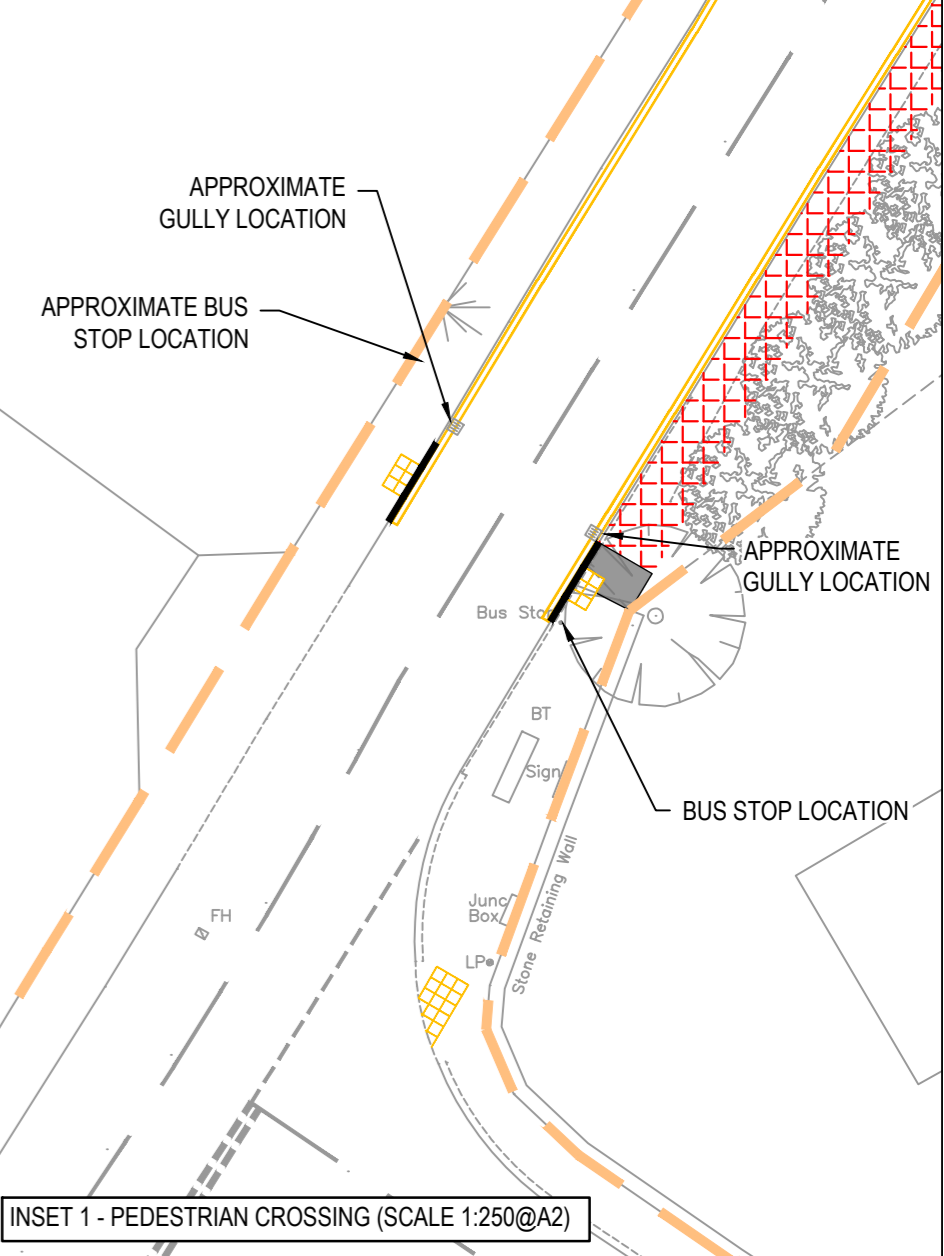 APPROXIMATE
GULLY LOCATION
APPROXIMATE BUS
STOP LOCATION
APPROXIMATE
GULLY LOCATION
Bus Stop
BT
Sign
BUS STOP LOCATION
Stone Retaining Wall
Junc
Box
FH
LP
INSET 1 - PEDESTRIAN CROSSING (SCALE 1:250@A2)